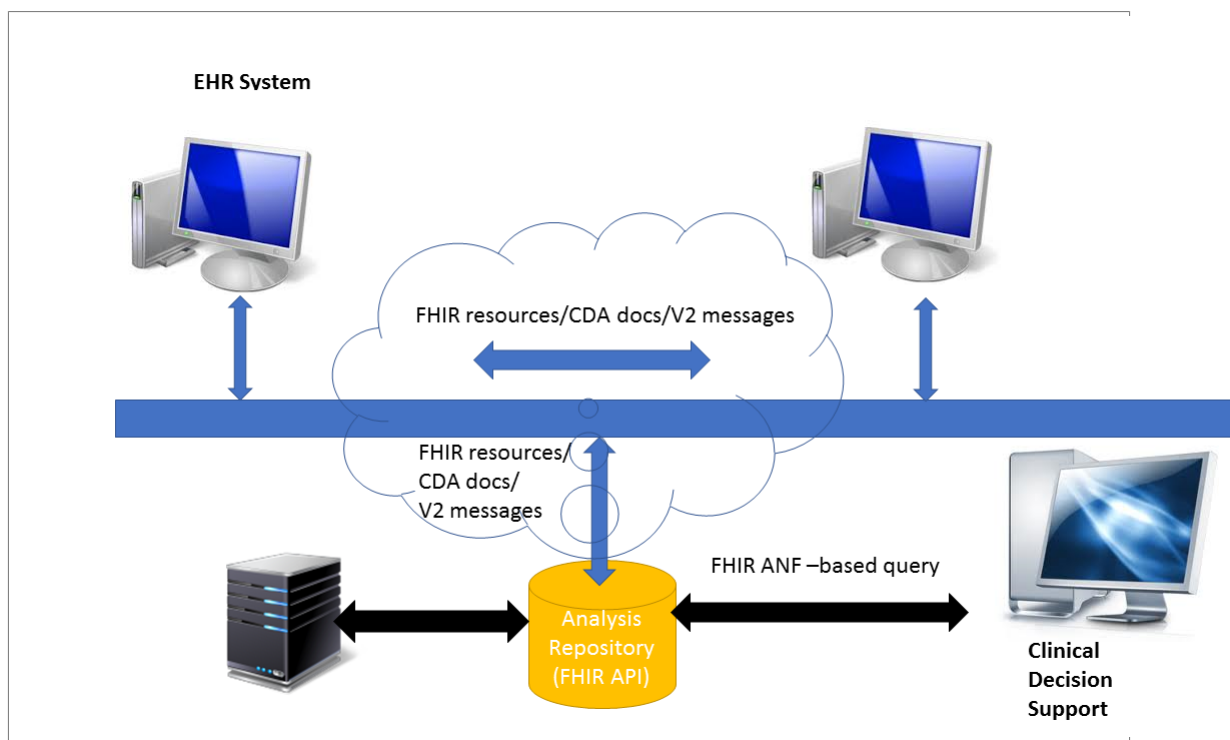 EHR System
FHIR resources/CDA docs/V2 messages
FHIR resources/
CDA docs/
V2 messages
FHIR ANF –based query
Analysis
Repository
(FHIR API)
Clinical
Decision
Support